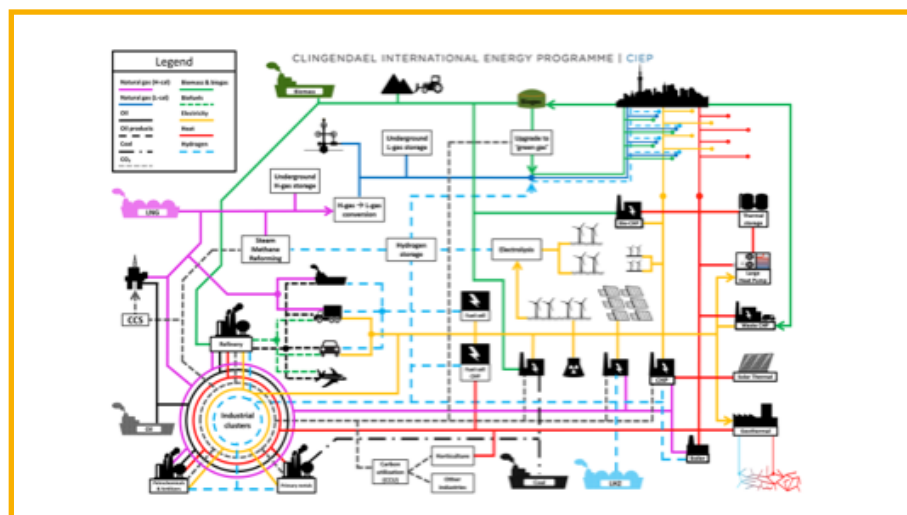 CLINGENDAEL INTERNATIONAL ENERGY PROGRAMME | CIEP
Legend
Natural gas (H-cal)
Biomass & biogas
Natural gas (L-cal)
Biofuels
Oil
Electricity
Oil products
Heat
Coal
Hydrogen
CO₂
Biomass
Biogas
Underground
L-gas storage
Upgrade to
'green gas'
Underground
H-gas storage
LNG
H-gas → L-gas
conversion
Steam
Methane
Reforming
Hydrogen
storage
Electrolysis
Bio-CHP
Thermal
storage
Large
Heat Pump
CCS
Fuel cell
Waste CHP
Refinery
Fuel cell
CHP
CHP
Solar Thermal
Industrial
clusters
Oil
Geothermal
Boiler
Petrochemicals
& fertilizers
Primary metals
Carbon
utilisation
(CCU)
Horticulture
Other
industries
Coal
LH2